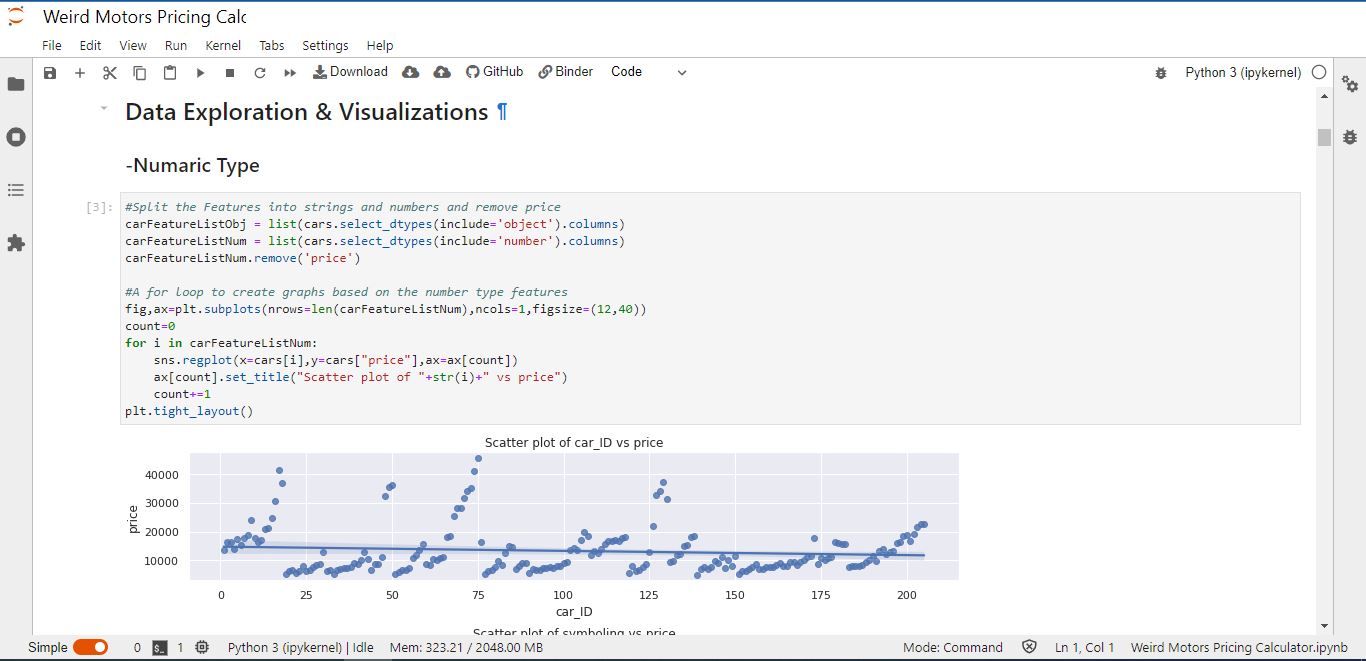 Weird Motors Pricing Calc
File Edit View Run Kernel Tabs Settings Help
Download GitHub Binder Code Python 3 (ipykernel)
Data Exploration & Visualizations ¶
-Numaric Type
[3]: #Split the Features into strings and numbers and remove price
carFeatureListObj = list(cars.select_dtypes(include='object').columns)
carFeatureListNum = list(cars.select_dtypes(include='number').columns)
carFeatureListNum.remove('price')
#A for loop to create graphs based on the number type features
fig,ax=plt.subplots(nrows=len(carFeatureListNum),ncols=1,figsize=(12,40))
count=0
for i in carFeatureListNum:
    sns.regplot(x=cars[i],y=cars["price"],ax=ax[count])
    ax[count].set_title("Scatter plot of "+str(i)+" vs price")
    count+=1
plt.tight_layout()
Scatter plot of car_ID vs price
40000
30000
20000
10000
price
0 25 50 75 100 125 150 175 200
car_ID
Scatter plot of symboling vs price
Simple 0 $_ 1 Python 3 (ipykernel) | Idle Mem: 323.21 / 2048.00 MB Mode: Command Ln 1, Col 1 Weird Motors Pricing Calculator.ipynb